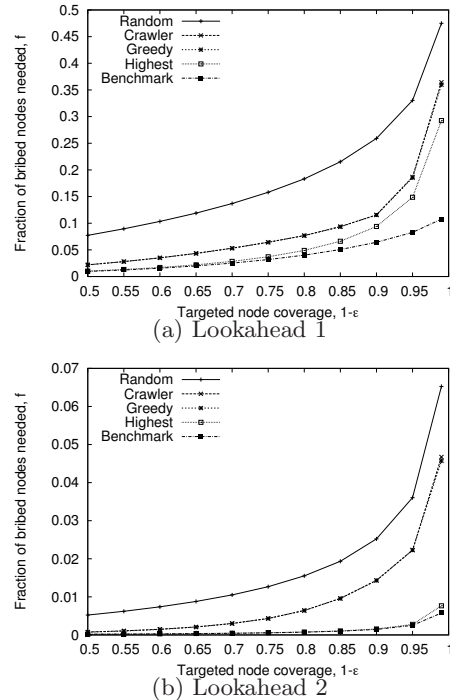 Fraction of bribed nodes needed, f
0.5
0.45
0.4
0.35
0.3
0.25
0.2
0.15
0.1
0.05
0
Random
Crawler
Greedy
Highest
Benchmark
0.5 0.55 0.6 0.65 0.7 0.75 0.8 0.85 0.9 0.95 1
Targeted node coverage, 1-ε
(a) Lookahead 1
Fraction of bribed nodes needed, f
0.07
0.06
0.05
0.04
0.03
0.02
0.01
0
Random
Crawler
Greedy
Highest
Benchmark
0.5 0.55 0.6 0.65 0.7 0.75 0.8 0.85 0.9 0.95 1
Targeted node coverage, 1-ε
(b) Lookahead 2